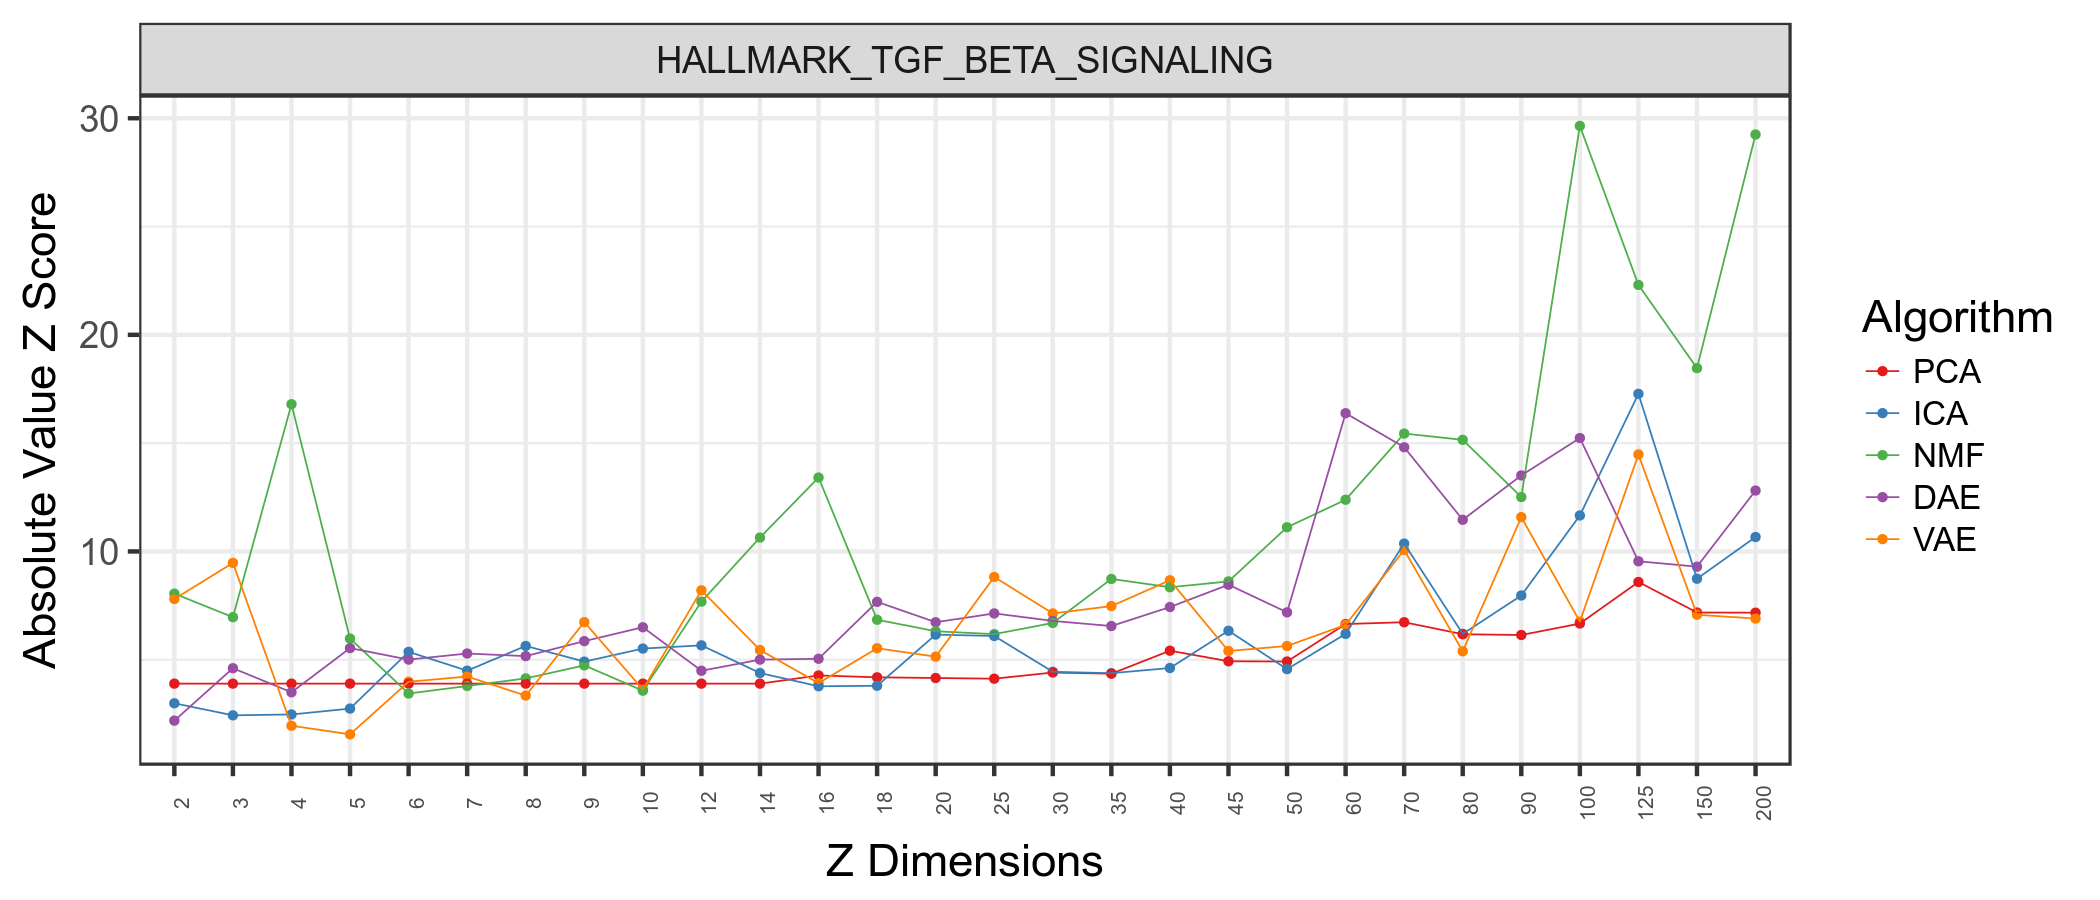 HALLMARK_TGF_BETA_SIGNALING
Absolute Value Z Score
30
20
10
2 3 4 5 6 7 8 9 10 12 14 16 18 20 25 30 35 40 45 50 60 70 80 90 100 125 150 200
Z Dimensions
Algorithm
PCA
ICA
NMF
DAE
VAE